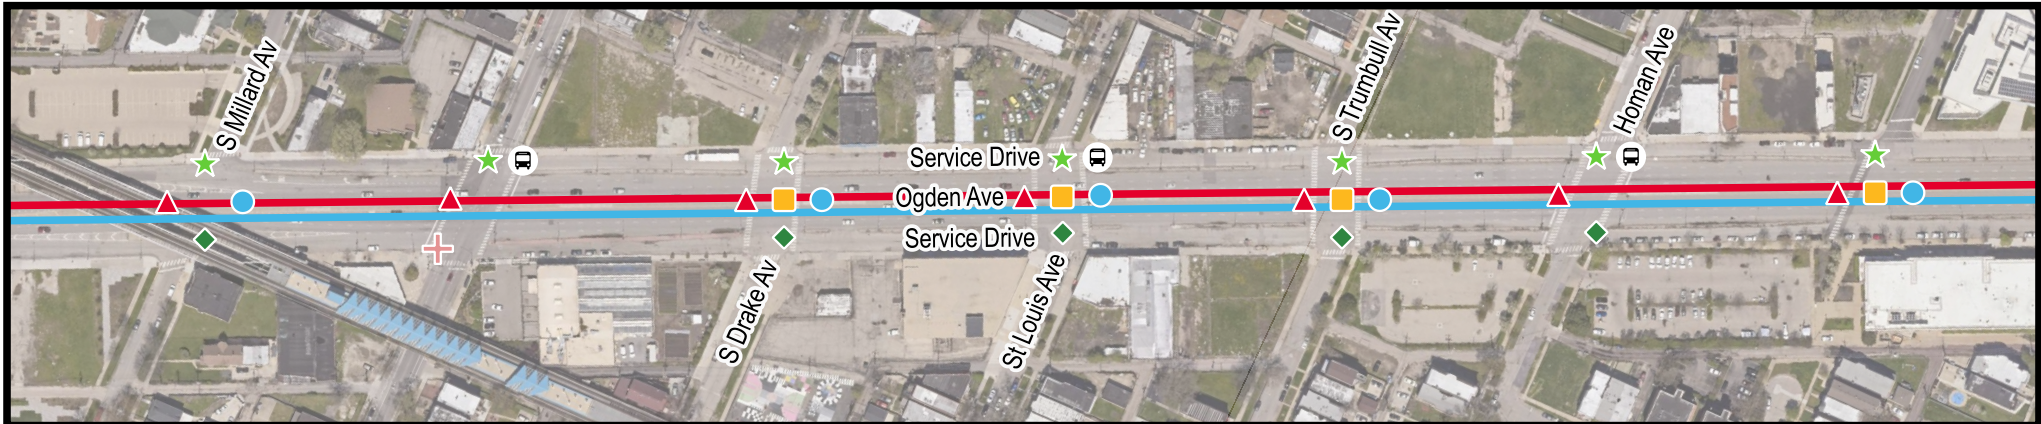 S Millard Av
S Trumbull Av
Homan Ave
Service Drive
Ogden Ave
Service Drive
S Drake Av
St Louis Ave